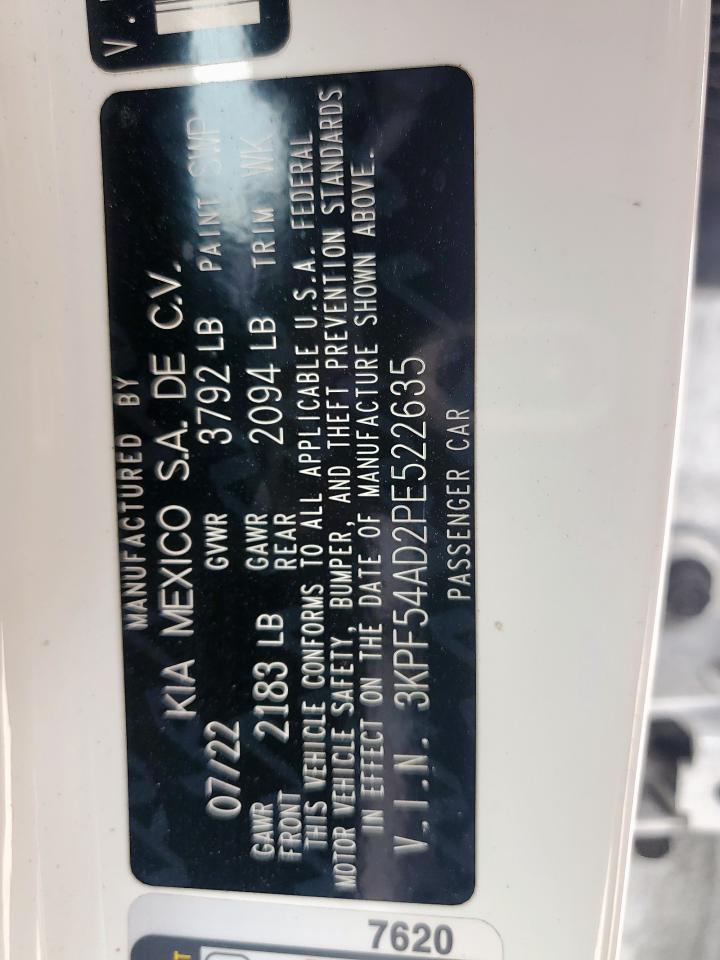 V.
MANUFACTURED BY
KIA MEXICO S.A. DE C.V.
07/22 GVWR 3792 LB PAINT SWP
GAWR FRONT 2183 LB GAWR REAR 2094 LB TRIM WK
THIS VEHICLE CONFORMS TO ALL APPLICABLE U.S.A. FEDERAL
MOTOR VEHICLE SAFETY, BUMPER, AND THEFT PREVENTION STANDARDS
IN EFFECT ON THE DATE OF MANUFACTURE SHOWN ABOVE.
V.I.N. 3KPF54AD2PE522635
PASSENGER CAR
7620